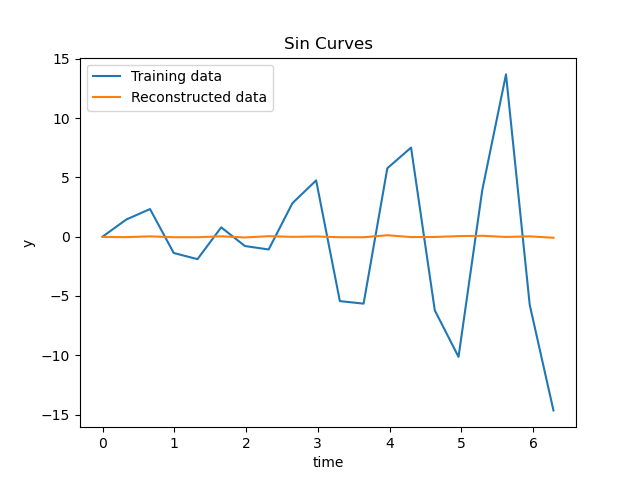 Sin Curves
Training data
Reconstructed data
15
10
5
0
−5
−10
−15
y
0 1 2 3 4 5 6
time